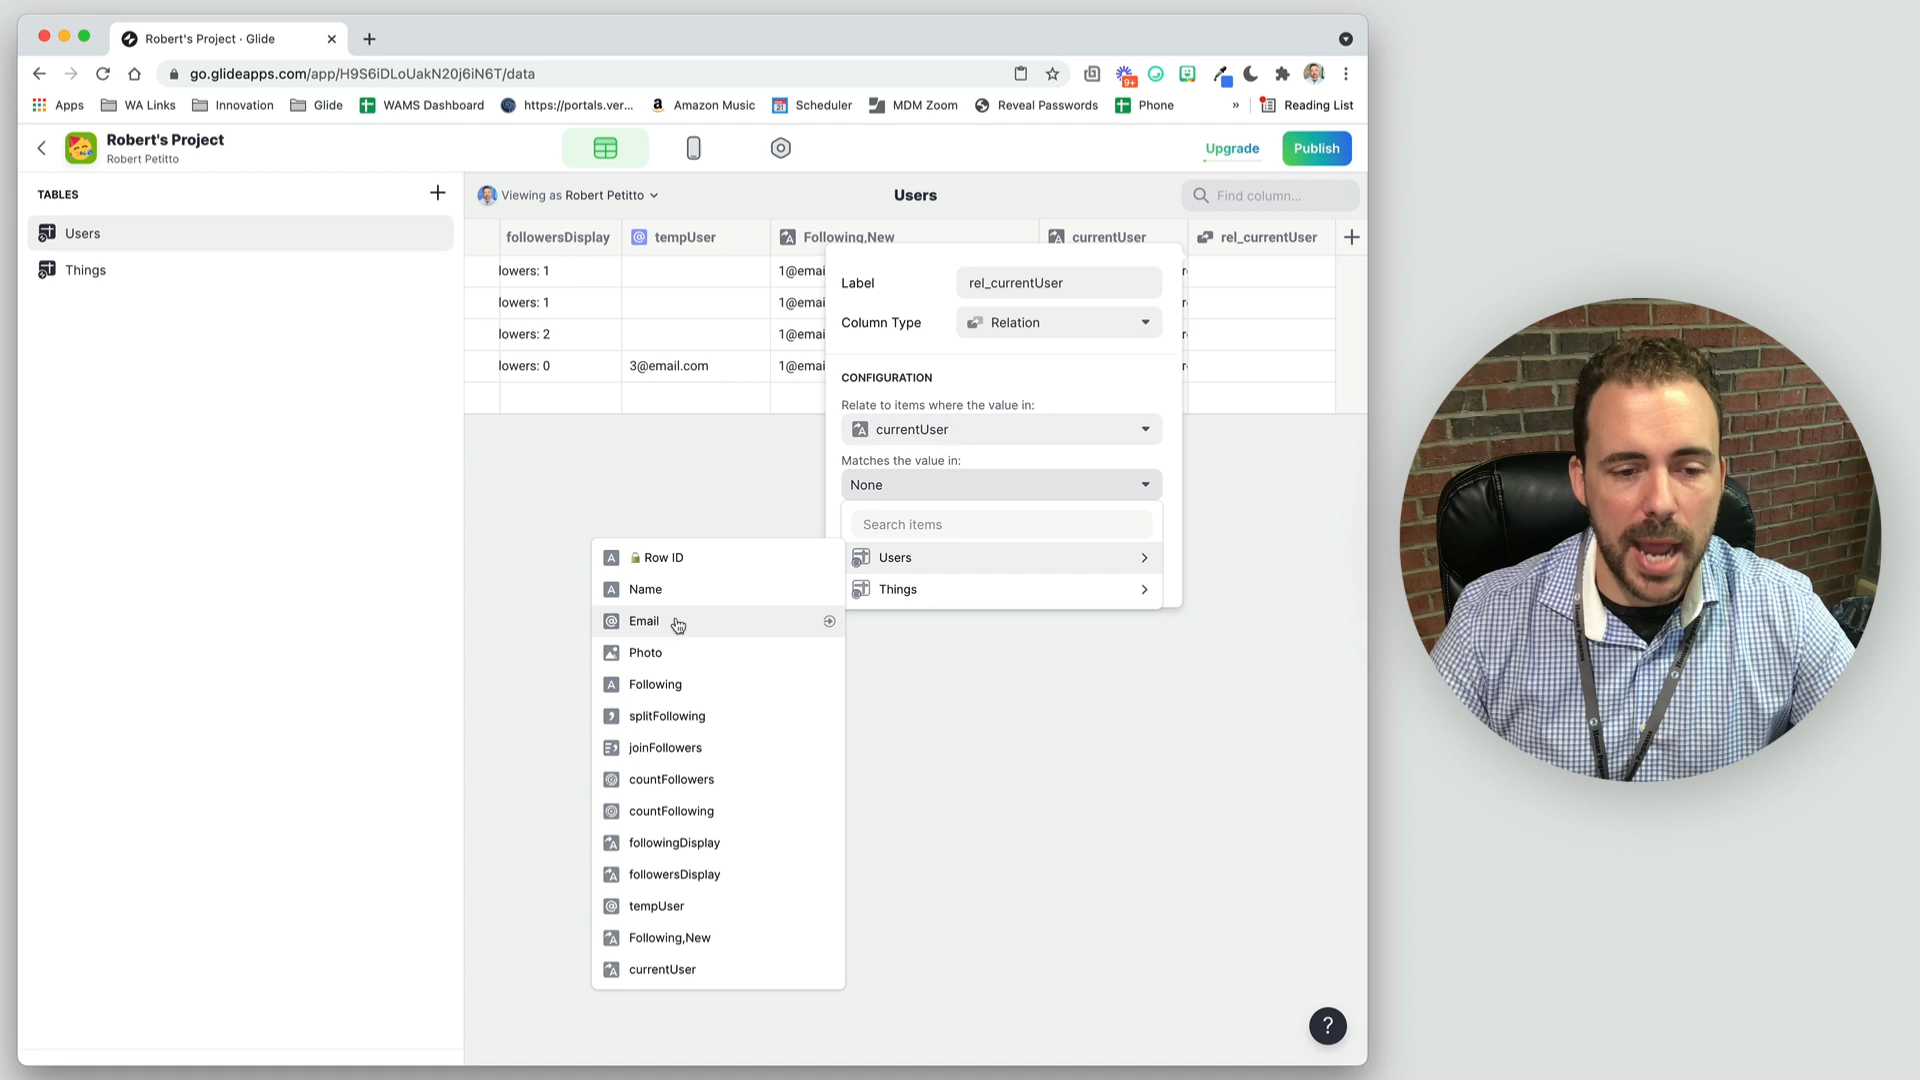 Robert's Project · Glide
go.glideapps.com/app/H9S6iDLoUakN20j6iN6T/data
9+
Apps
WA Links
Innovation
Glide
WAMS Dashboard
https://portals.ver...
Amazon Music
Scheduler
MDM Zoom
Reveal Passwords
Phone
»
Reading List
Robert's Project
Robert Petitto
Upgrade
Publish
TABLES
Users
Things
Viewing as Robert Petitto
Users
Find column...
followersDisplay
tempUser
Following,New
currentUser
rel_currentUser
lowers: 1
1@emai
lowers: 1
1@emai
lowers: 2
1@emai
lowers: 0
3@email.com
1@emai
Label
rel_currentUser
Column Type
Relation
CONFIGURATION
Relate to items where the value in:
currentUser
Matches the value in:
None
Search items
Users
Things
Row ID
Name
Email
Photo
Following
splitFollowing
joinFollowers
countFollowers
countFollowing
followingDisplay
followersDisplay
tempUser
Following,New
currentUser
?